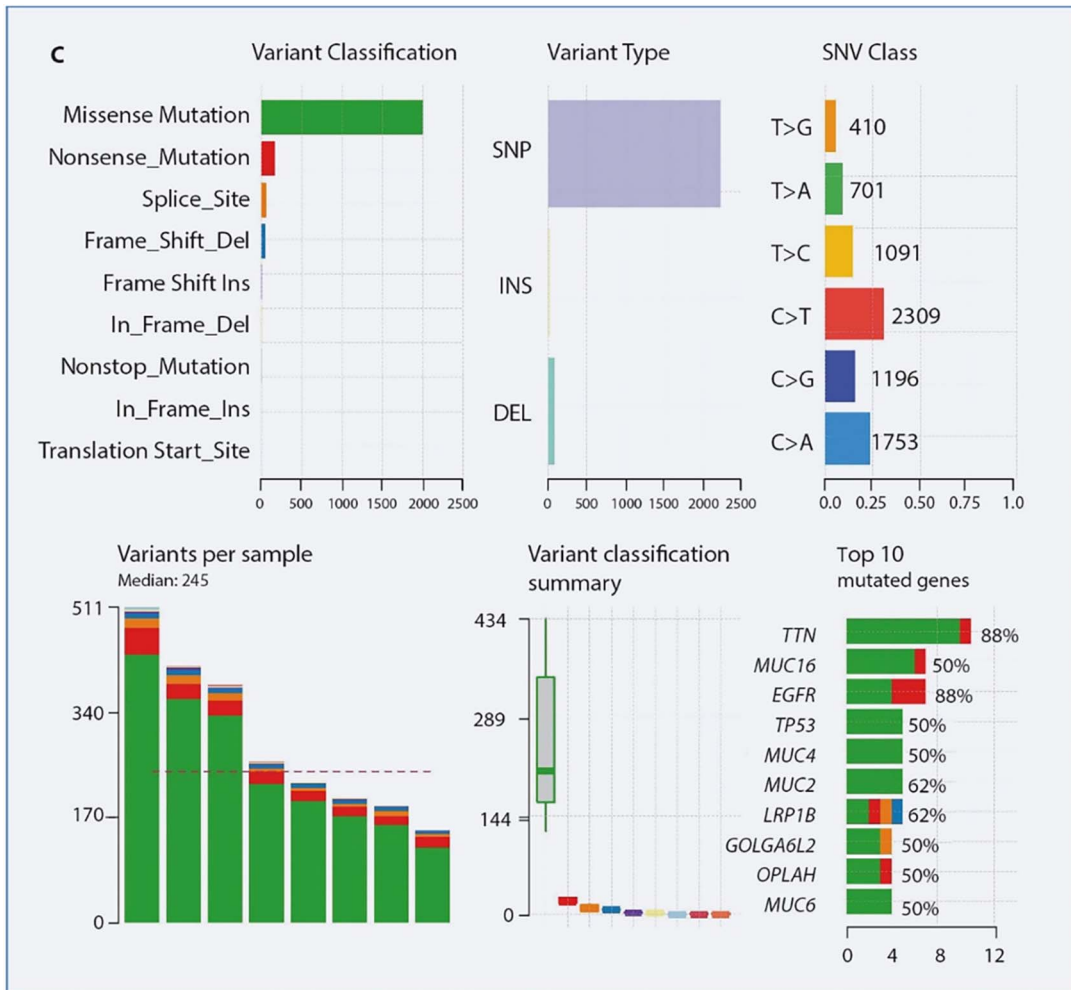 C
Variant Classification
Missense Mutation
Nonsense_Mutation
Splice_Site
Frame_Shift_Del
Frame Shift Ins
In_Frame_Del
Nonstop_Mutation
In_Frame_Ins
Translation Start_Site
0 500 1000 1500 2000 2500
Variant Type
SNP
INS
DEL
0 500 1000 1500 2000 2500
SNV Class
T>G 410
T>A 701
T>C 1091
C>T 2309
C>G 1196
C>A 1753
0.0 0.25 0.50 0.75 1.0
Variants per sample
Median: 245
511
340
170
0
Variant classification
summary
434
289
144
0
Top 10
mutated genes
TTN 88%
MUC16 50%
EGFR 88%
TP53 50%
MUC4 50%
MUC2 62%
LRP1B 62%
GOLGA6L2 50%
OPLAH 50%
MUC6 50%
0 4 8 12